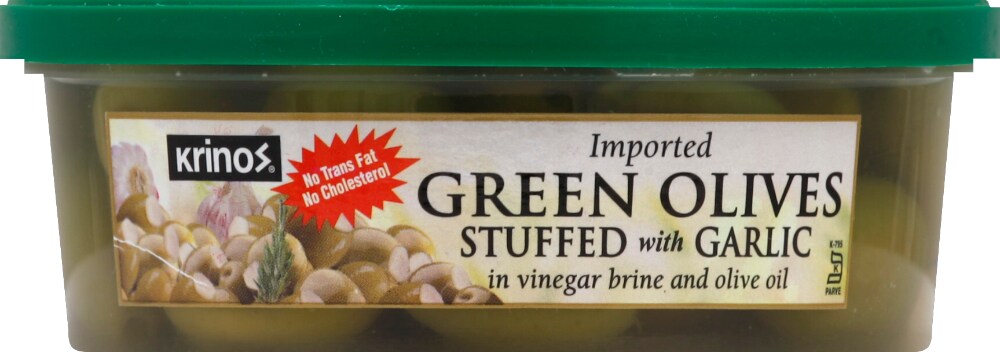 Krinos®
No Trans Fat
No Cholesterol
Imported
GREEN OLIVES
STUFFED with GARLIC
in vinegar brine and olive oil
K-795
PARVE